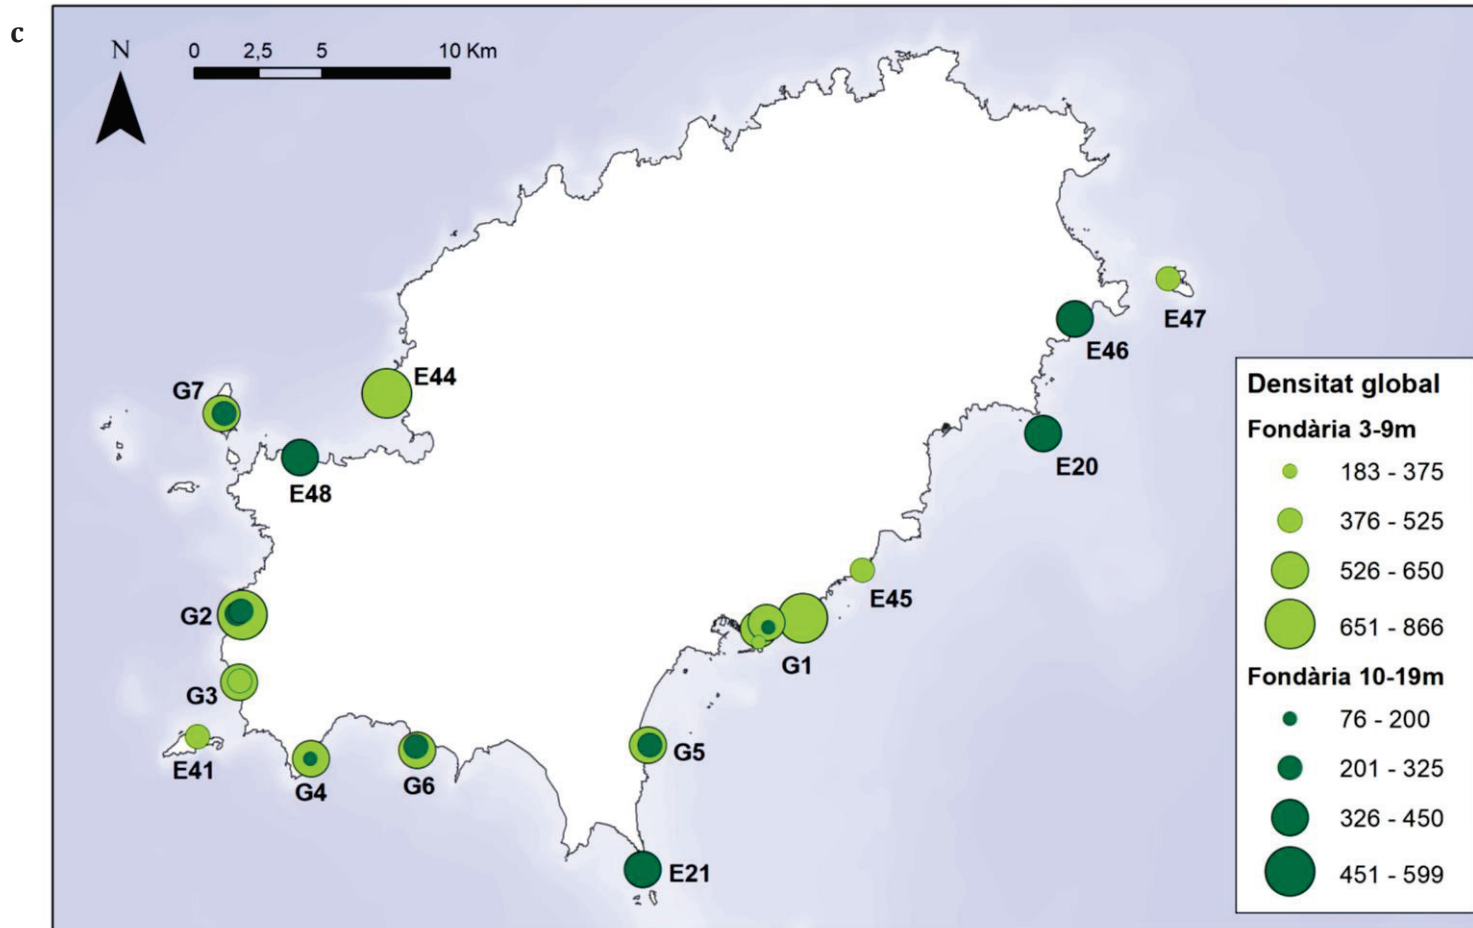 c
N
0 2,5 5 10 Km
E47
E46
E44
G7
E20
E48
E45
G2
G1
G3
G5
E41
G4
G6
E21
Densitat global
Fondària 3-9m
183 - 375
376 - 525
526 - 650
651 - 866
Fondària 10-19m
76 - 200
201 - 325
326 - 450
451 - 599